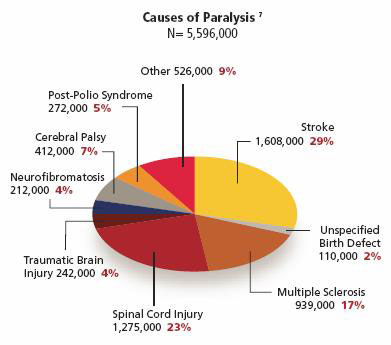 Causes of Paralysis 7
N= 5,596,000
Other 526,000 9%
Post-Polio Syndrome
272,000 5%
Stroke
1,608,000 29%
Cerebral Palsy
412,000 7%
Neurofibromatosis
212,000 4%
Unspecified
Birth Defect
110,000 2%
Traumatic Brain
Injury 242,000 4%
Multiple Sclerosis
939,000 17%
Spinal Cord Injury
1,275,000 23%